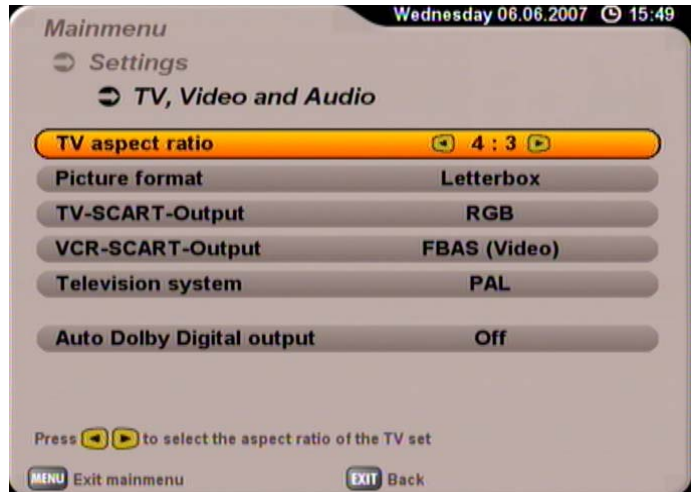 Wednesday 06.06.2007 15:49
Mainmenu
Settings
TV, Video and Audio
TV aspect ratio 4 : 3
Picture format Letterbox
TV-SCART-Output RGB
VCR-SCART-Output FBAS (Video)
Television system PAL
Auto Dolby Digital output Off
Press to select the aspect ratio of the TV set
MENU Exit mainmenu EXIT Back